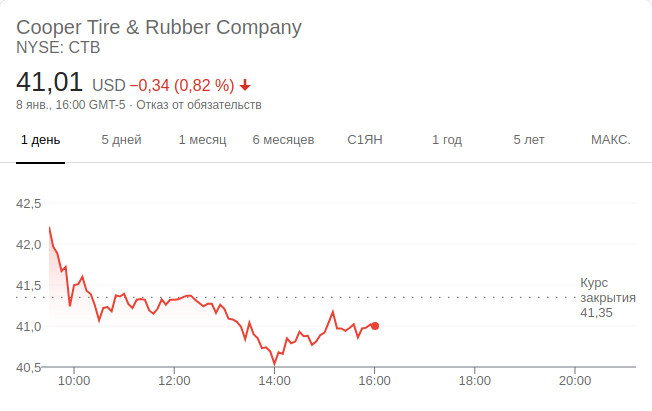 Cooper Tire & Rubber Company
NYSE: CTB
41,01 USD −0,34 (0,82 %)
8 янв., 16:00 GMT-5 · Отказ от обязательств
1 день 5 дней 1 месяц 6 месяцев С1ЯН 1 год 5 лет МАКС.
42,5
42,0
41,5
Курс
закрытия
41,35
41,0
40,5
10:00 12:00 14:00 16:00 18:00 20:00